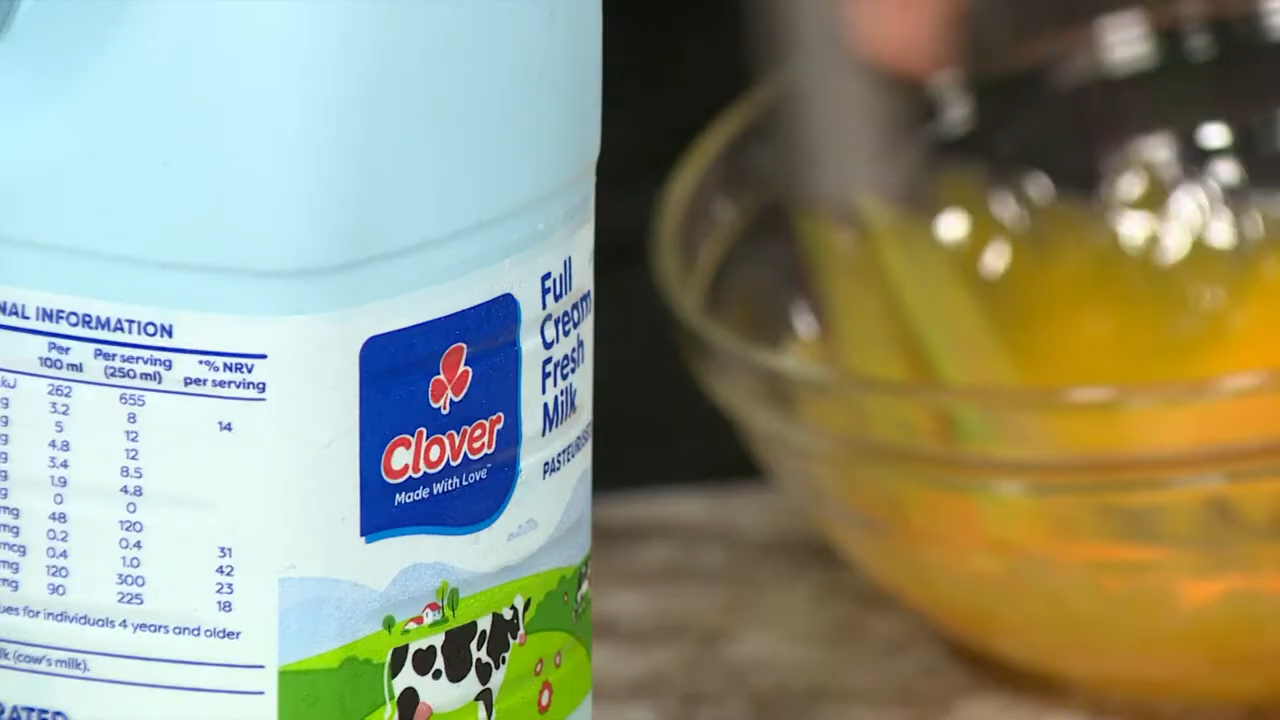 NAL INFORMATION
Per
100 ml
Per serving
(250 ml)
*% NRV
per serving
kJ 262 655
g 3.2 8 14
g 5 12
g 4.8 12
g 3.4 8.5
g 1.9 4.8
g 0 0
mg 48 120
mg 0.2 0.4 31
mcg 0,4 1.0 42
mg 120 300 23
mg 90 225 18
ues for individuals 4 years and older
lk (cow's milk).
RATED
Clover
Made With Love™
Full
Cream
Fresh
Milk
PASTEURIS